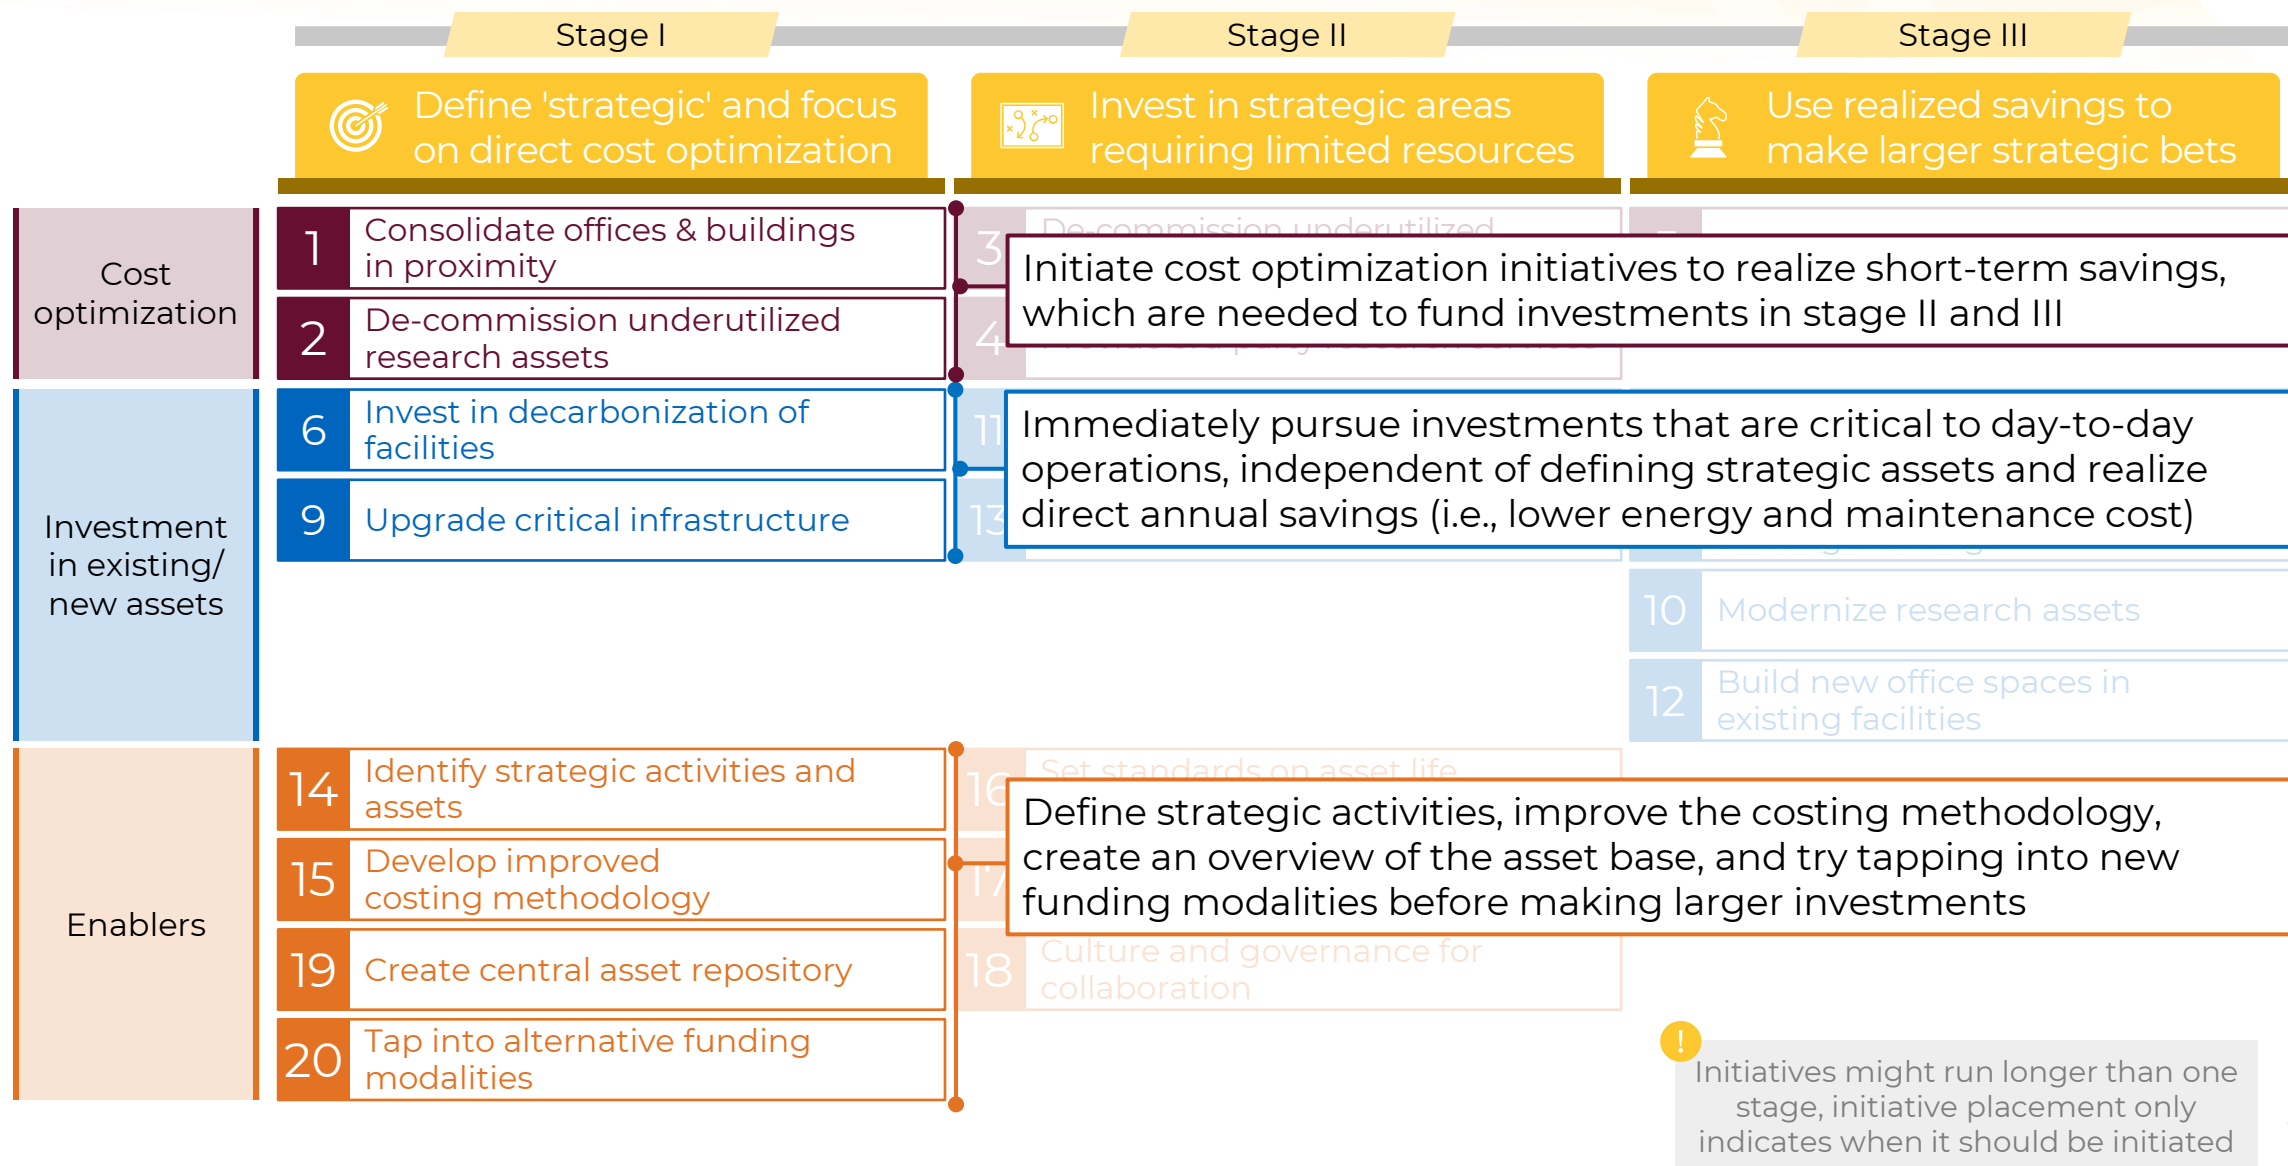 Stage I
Stage II
Stage III
Define 'strategic' and focus
on direct cost optimization
Invest in strategic areas
requiring limited resources
Use realized savings to
make larger strategic bets
Cost
optimization
1
Consolidate offices & buildings
in proximity
2
De-commission underutilized
research assets
3
De-commission underutilized
4
Initiate cost optimization initiatives to realize short-term savings,
which are needed to fund investments in stage II and III
Investment
in existing/
new assets
6
Invest in decarbonization of
facilities
9
Upgrade critical infrastructure
11
13
Immediately pursue investments that are critical to day-to-day
operations, independent of defining strategic assets and realize
direct annual savings (i.e., lower energy and maintenance cost)
10
Modernize research assets
12
Build new office spaces in
existing facilities
Enablers
14
Identify strategic activities and
assets
15
Develop improved
costing methodology
19
Create central asset repository
20
Tap into alternative funding
modalities
16
Set standards on asset life
17
Define strategic activities, improve the costing methodology,
create an overview of the asset base, and try tapping into new
funding modalities before making larger investments
18
Culture and governance for
collaboration
!
Initiatives might run longer than one
stage, initiative placement only
indicates when it should be initiated